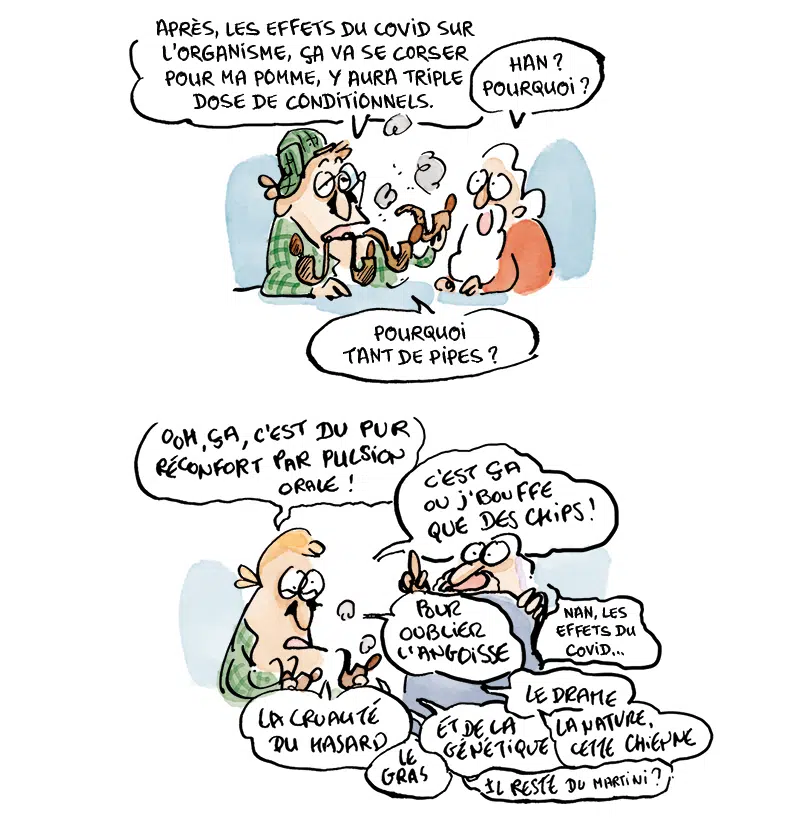 APRÈS, LES EFFETS DU COVID SUR
L'ORGANISME, ÇA VA SE CORSER
POUR MA POMME, Y AURA TRIPLE
DOSE DE CONDITIONNELS.
HAN ?
POURQUOI ?
POURQUOI
TANT DE PIPES ?
OOH, ÇA, C'EST DU PUR
RÉCONFORT PAR PULSION
ORALE !
C'EST ÇA
OU J'BOUFFE
QUE DES CHIPS !
POUR
OUBLIER
L'ANGOISSE
NAN, LES
EFFETS DU
COVID...
LE DRAME
LA CRUAUTÉ
DU HASARD
ET DE LA
GÉNÉTIQUE
LA NATURE,
CETTE CHIENNE
LE
GRAS
IL RESTE DU MARTINI ?